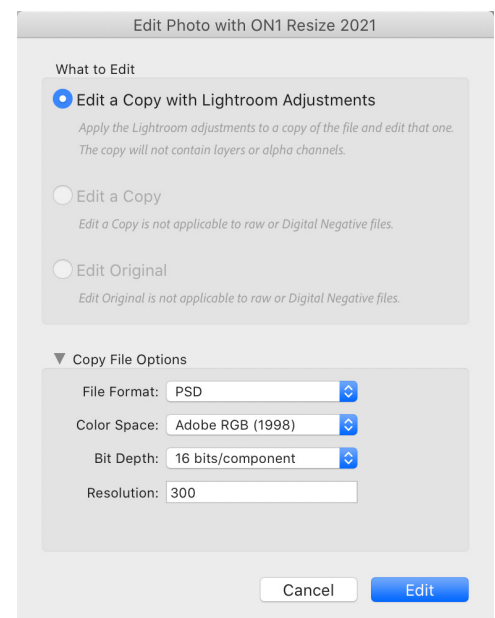 Edit Photo with ON1 Resize 2021
What to Edit
Edit a Copy with Lightroom Adjustments
Apply the Lightroom adjustments to a copy of the file and edit that one.
The copy will not contain layers or alpha channels.
Edit a Copy
Edit a Copy is not applicable to raw or Digital Negative files.
Edit Original
Edit Original is not applicable to raw or Digital Negative files.
Copy File Options
File Format: PSD
Color Space: Adobe RGB (1998)
Bit Depth: 16 bits/component
Resolution: 300
Cancel Edit